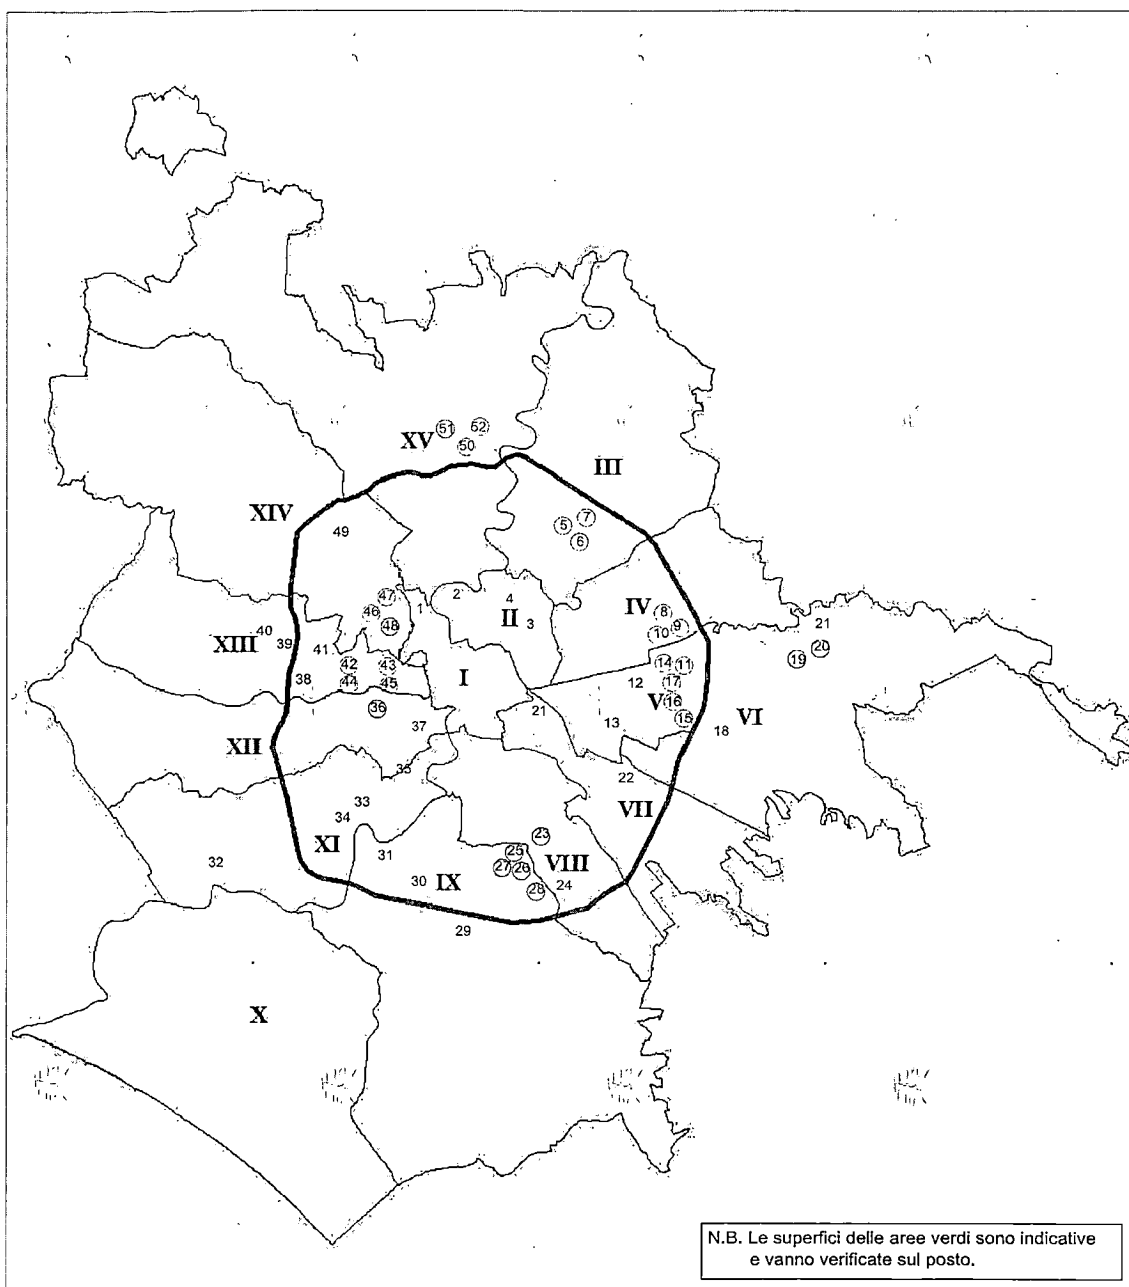 51 52
XV 50
III
XIV
49
7
5
6
47
2
4
1
46
II 3
IV 8
48
10 9
21
40
XIII 39
41
20
19
42 43
14 11
38
44 45
I
12 17
36
21
V 16
15
37
13
VI
18
XII
35
22
33
34
VII
23
XI
31
25
32
27 26
VIII
30 IX
28 24
29
X
N.B. Le superfici delle aree verdi sono indicative
e vanno verificate sul posto.